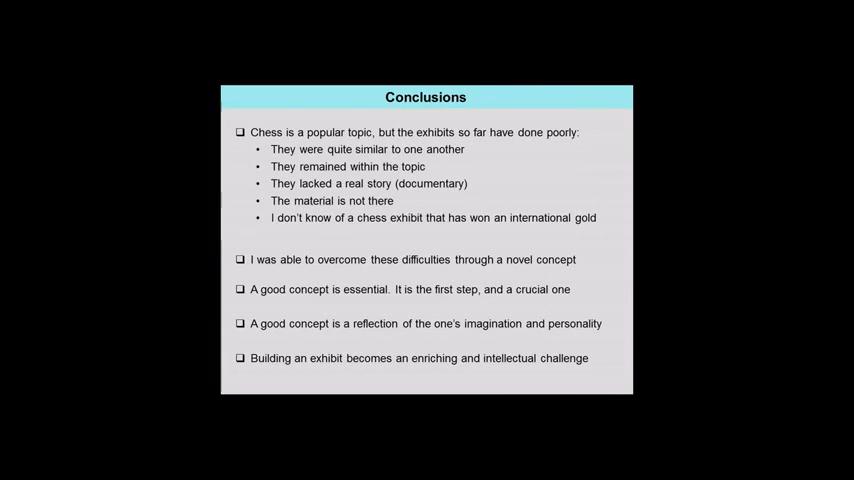 Conclusions
❑ Chess is a popular topic, but the exhibits so far have done poorly:
• They were quite similar to one another
• They remained within the topic
• They lacked a real story (documentary)
• The material is not there
• I don't know of a chess exhibit that has won an international gold
❑ I was able to overcome these difficulties through a novel concept
❑ A good concept is essential. It is the first step, and a crucial one
❑ A good concept is a reflection of the one's imagination and personality
❑ Building an exhibit becomes an enriching and intellectual challenge